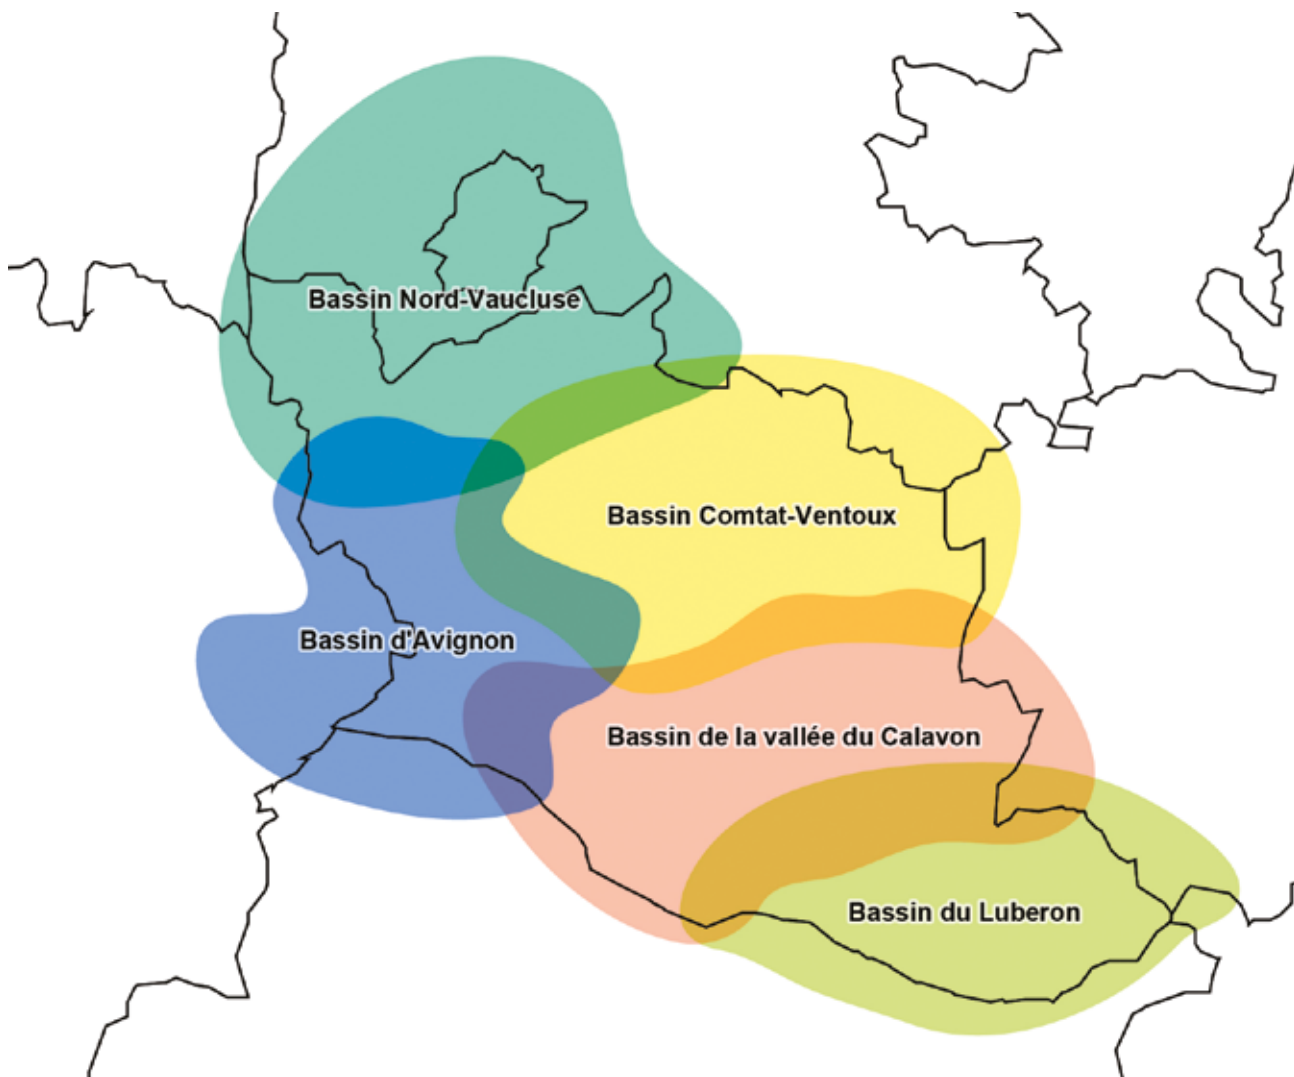 Bassin Nord-Vaucluse
Bassin Comtat-Ventoux
Bassin d'Avignon
Bassin de la vallée du Calavon
Bassin du Luberon